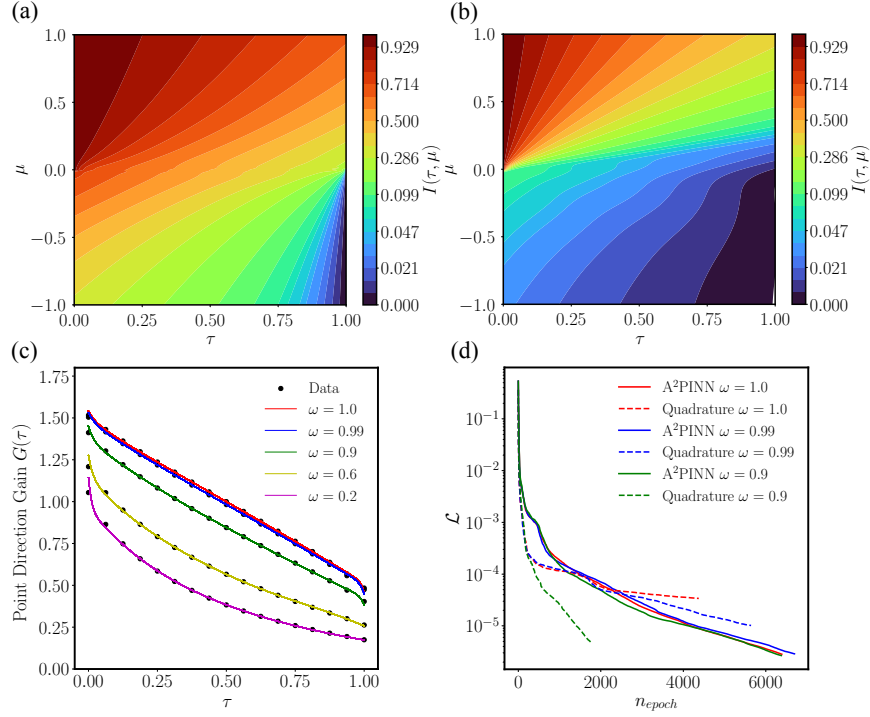 (a)
(b)
1.0
0.5
0.0
−0.5
−1.0
μ
0.00
0.25
0.50
0.75
1.00
τ
0.929
0.714
0.500
0.286
0.099
0.021
0.000
I(τ, μ)
1.0
0.5
0.0
−0.5
−1.0
μ
0.00
0.25
0.50
0.75
1.00
τ
0.929
0.714
0.500
0.286
0.099
0.021
0.000
I(τ, μ)
(c)
1.75
1.50
1.25
1.00
0.75
0.50
0.25
0.00
Point Direction Gain G(τ)
Data
ω = 1.0
ω = 0.99
ω = 0.9
ω = 0.6
ω = 0.2
0.00
0.25
0.50
0.75
1.00
τ
(d)
10⁻¹
10⁻²
10⁻³
10⁻⁴
10⁻⁵
ℒ
A²PINN ω = 1.0
Quadrature ω = 1.0
A²PINN ω = 0.99
Quadrature ω = 0.99
A²PINN ω = 0.9
Quadrature ω = 0.9
0
2000
4000
6000
n_epoch